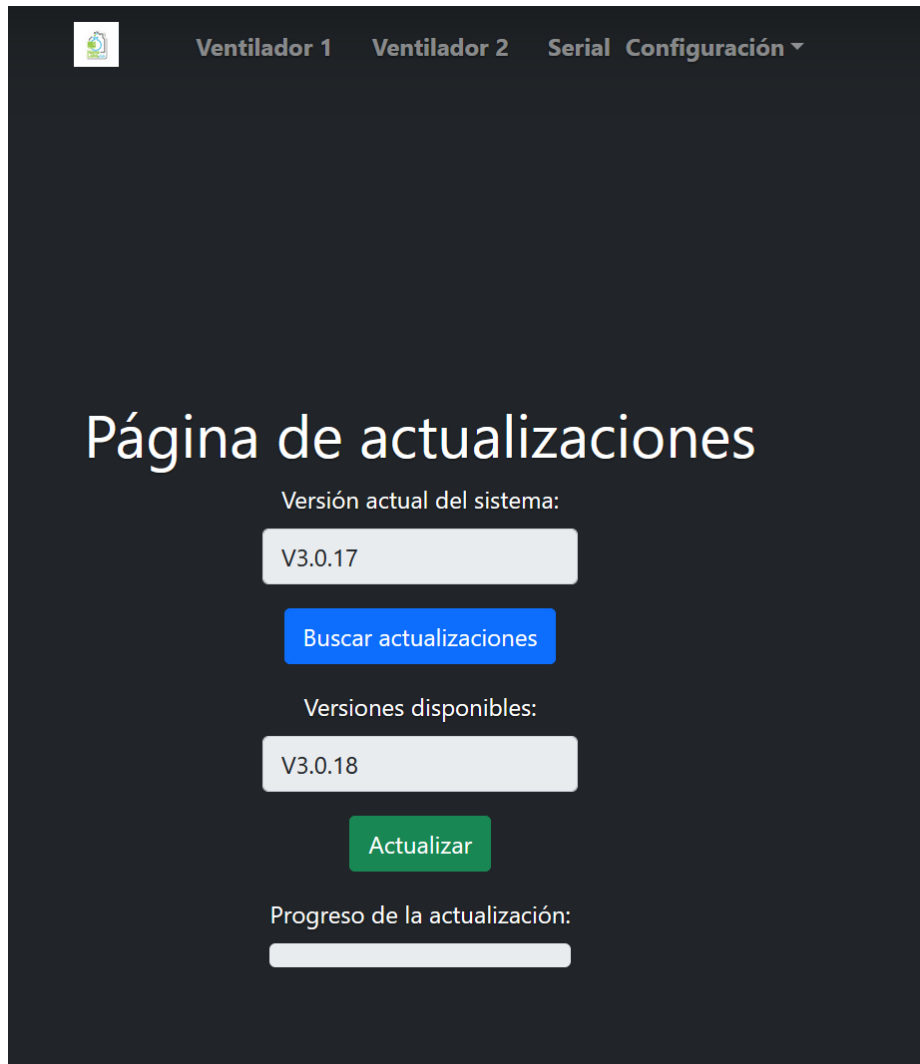 Ventilador 1 Ventilador 2 Serial Configuración
Página de actualizaciones
Versión actual del sistema:
V3.0.17
Buscar actualizaciones
Versiones disponibles:
V3.0.18
Actualizar
Progreso de la actualización: